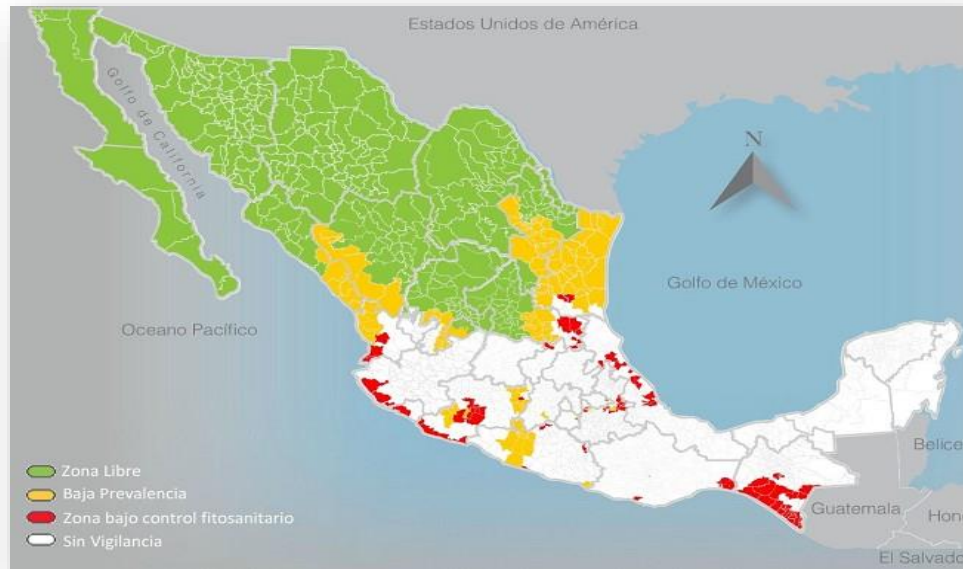 Estados Unidos de América
Golfo de California
N
Golfo de México
Oceano Pacífico
Belice
Zona Libre
Baja Prevalencia
Zona bajo control fitosanitario
Sin Vigilancia
Guatemala
Hon
El Salvador